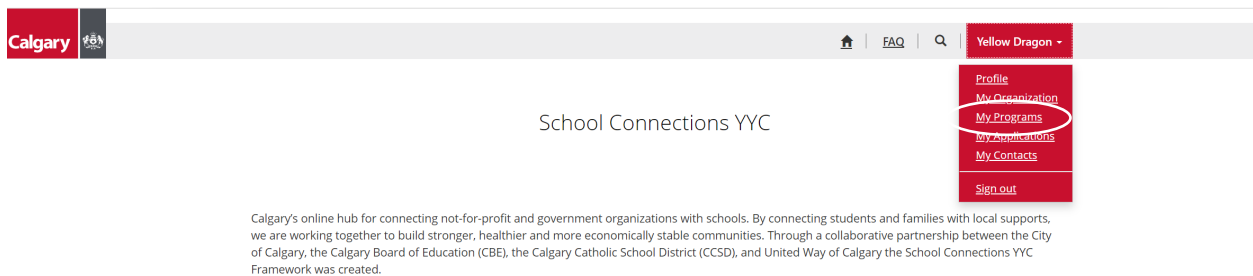 Calgary
FAQ
Yellow Dragon
Profile
My Organization
My Programs
My Applications
My Contacts
Sign out
School Connections YYC
Calgary's online hub for connecting not-for-profit and government organizations with schools. By connecting students and families with local supports,
we are working together to build stronger, healthier and more economically stable communities. Through a collaborative partnership between the City
of Calgary, the Calgary Board of Education (CBE), the Calgary Catholic School District (CCSD), and United Way of Calgary the School Connections YYC
Framework was created.